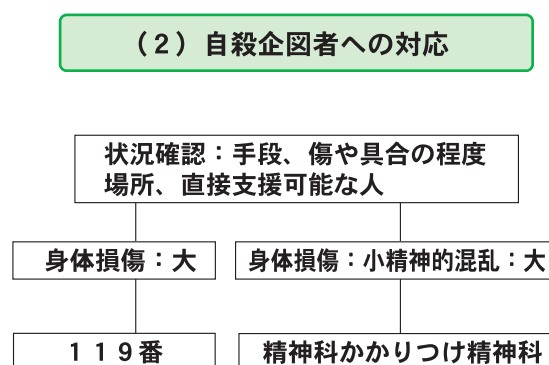 （２）自殺企図者への対応
状況確認：手段、傷や具合の程度
場所、直接支援可能な人
身体損傷：大
身体損傷：小精神的混乱：大
１１９番
精神科かかりつけ精神科